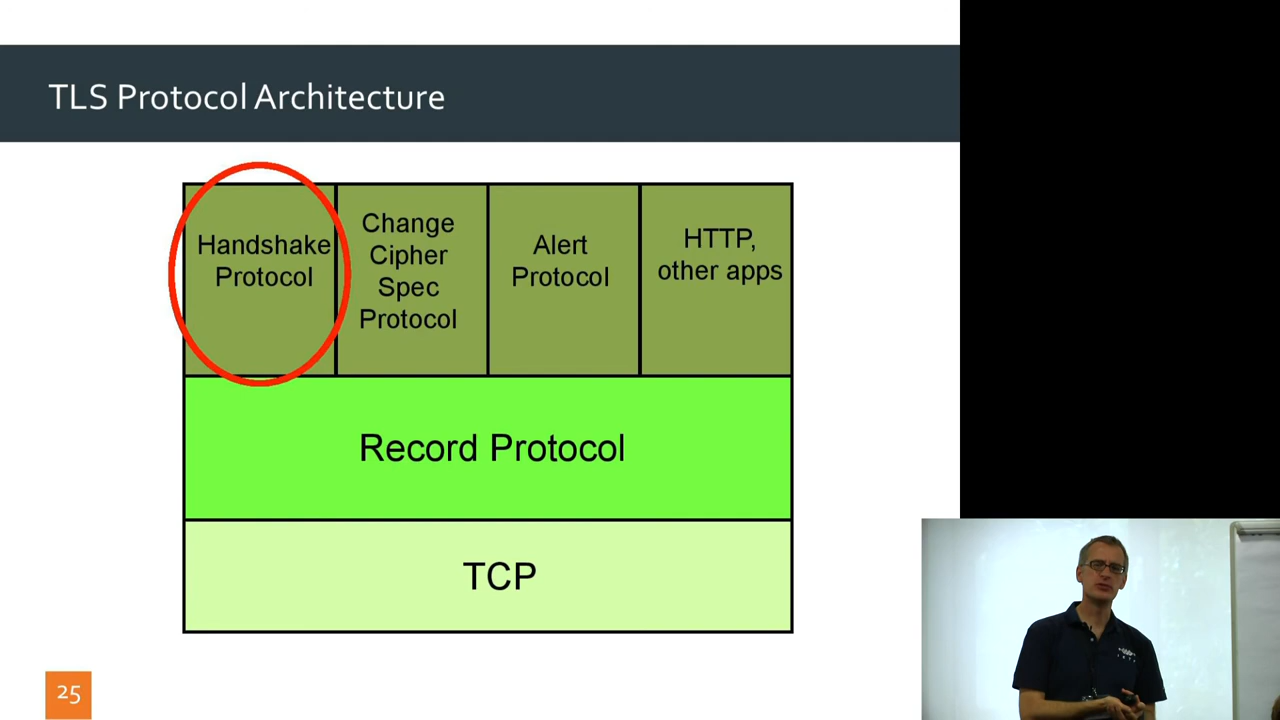 TLS Protocol Architecture
Handshake
Protocol
Change
Cipher
Spec
Protocol
Alert
Protocol
HTTP,
other apps
Record Protocol
TCP
25